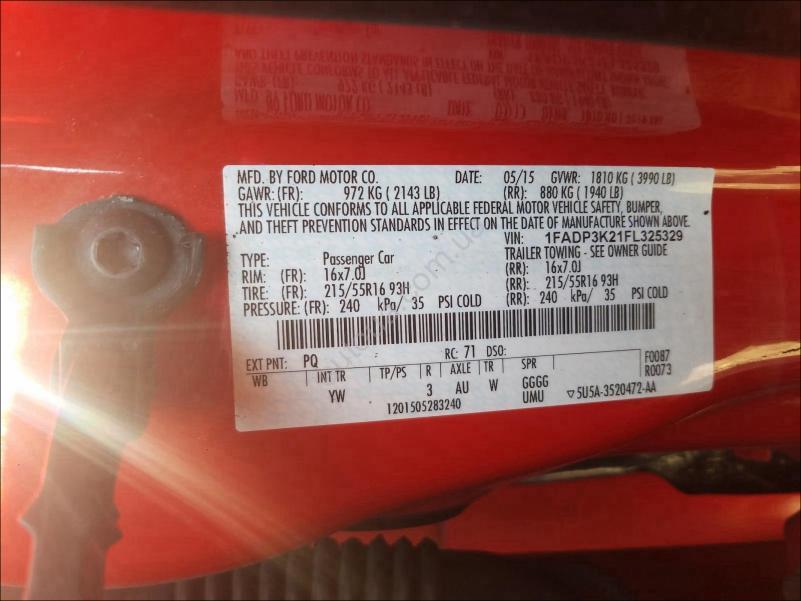 MFD. BY FORD MOTOR CO. DATE: 05/15 GVWR: 1810 KG ( 3990 LB)
GAWR: (FR): 972 KG ( 2143 LB) (RR): 880 KG ( 1940 LB)
THIS VEHICLE CONFORMS TO ALL APPLICABLE FEDERAL MOTOR VEHICLE SAFETY, BUMPER,
AND THEFT PREVENTION STANDARDS IN EFFECT ON THE DATE OF MANUFACTURE SHOWN ABOVE.
VIN: 1FADP3K21FL325329
TYPE: Passenger Car TRAILER TOWING - SEE OWNER GUIDE
RIM: (FR): 16x7.0J (RR): 16x7.0J
TIRE: (FR): 215/55R16 93H (RR): 215/55R16 93H
PRESSURE: (FR): 240 kPa/ 35 PSI COLD (RR): 240 kPa/ 35 PSI COLD
EXT PNT: PQ RC: 71 DSO: F0087
WB INT TR TP/PS R AXLE TR SPR R0073
YW 3 AU W GGGG
1201505283240 UMU ▽5U5A-3520472-AA